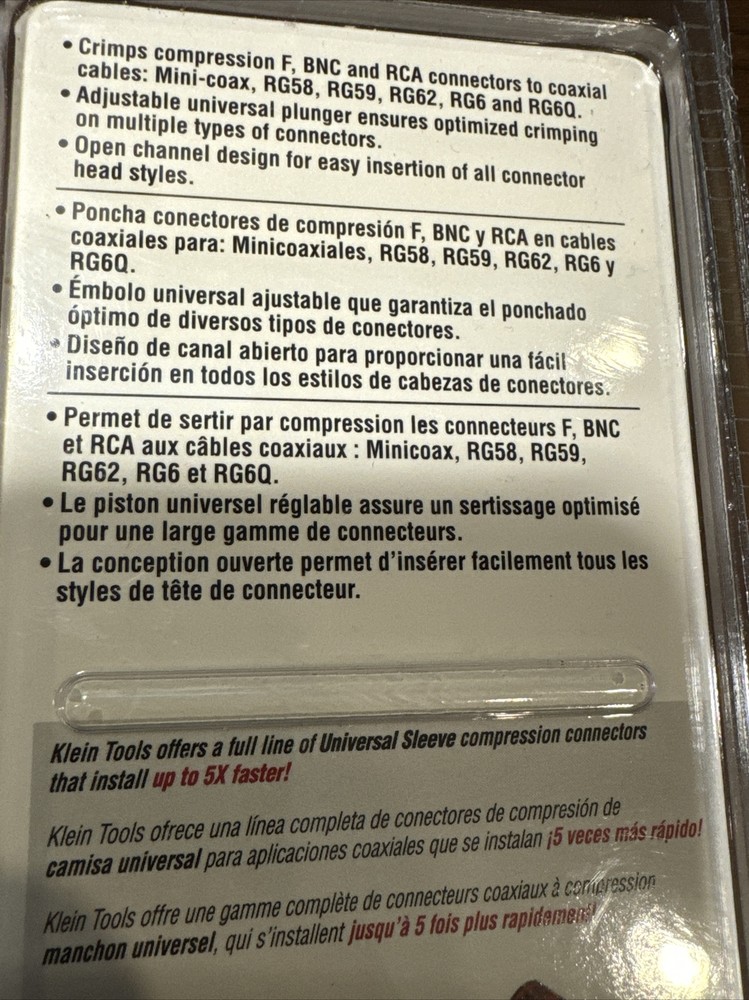 • Crimps compression F, BNC and RCA connectors to coaxial
cables: Mini-coax, RG58, RG59, RG62, RG6 and RG6Q.
• Adjustable universal plunger ensures optimized crimping
on multiple types of connectors.
• Open channel design for easy insertion of all connector
head styles.
• Poncha conectores de compresión F, BNC y RCA en cables
coaxiales para: Minicoaxiales, RG58, RG59, RG62, RG6 y
RG6Q.
• Émbolo universal ajustable que garantiza el ponchado
óptimo de diversos tipos de conectores.
• Diseño de canal abierto para proporcionar una fácil
inserción en todos los estilos de cabezas de conectores.
• Permet de sertir par compression les connecteurs F, BNC
et RCA aux câbles coaxiaux : Minicoax, RG58, RG59,
RG62, RG6 et RG6Q.
• Le piston universel réglable assure un sertissage optimisé
pour une large gamme de connecteurs.
• La conception ouverte permet d'insérer facilement tous les
styles de tête de connecteur.
Klein Tools offers a full line of Universal Sleeve compression connectors
that install up to 5X faster!
Klein Tools ofrece una línea completa de conectores de compresión de
camisa universal para aplicaciones coaxiales que se instalan ¡5 veces más rápido!
Klein Tools offre une gamme complète de connecteurs coaxiaux à compression
manchon universel, qui s'installent jusqu'à 5 fois plus rapidement!